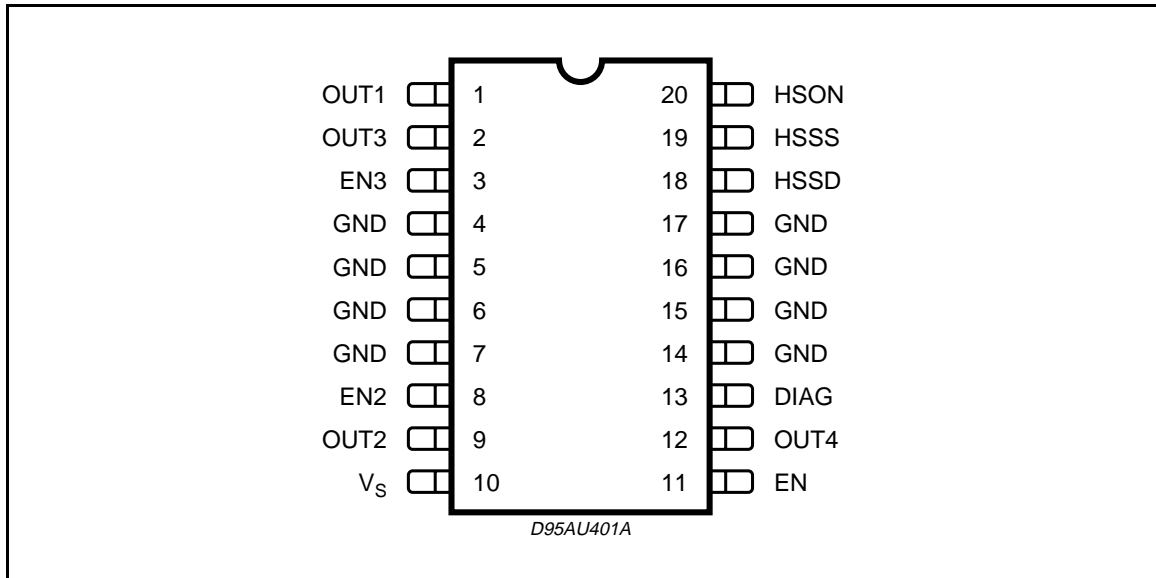 OUT1 1 20 HSON
OUT3 2 19 HSSS
EN3 3 18 HSSD
GND 4 17 GND
GND 5 16 GND
GND 6 15 GND
GND 7 14 GND
EN2 8 13 DIAG
OUT2 9 12 OUT4
VS 10 11 EN
D95AU401A